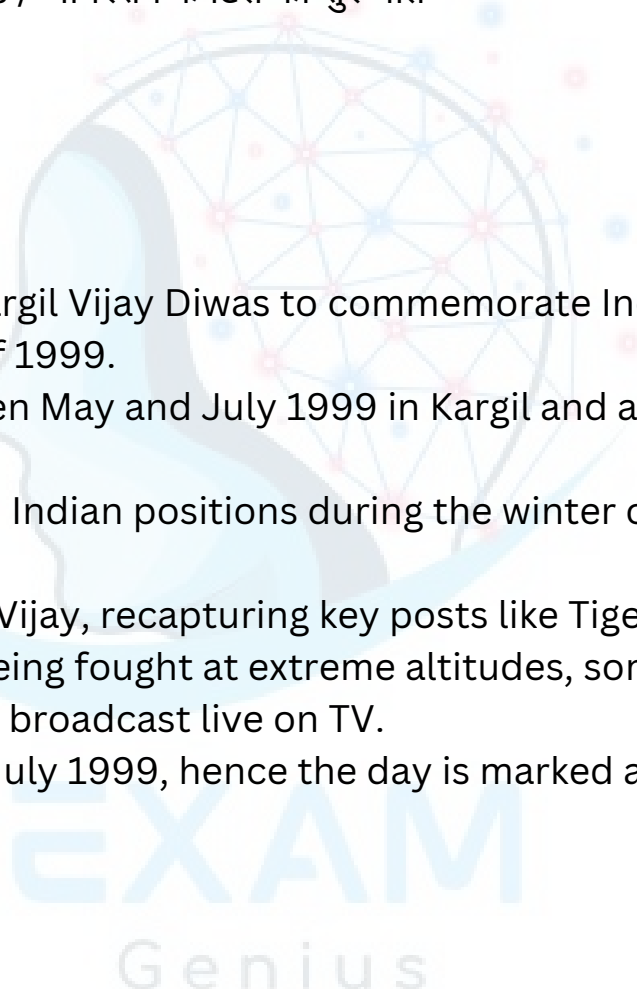 rgil Vijay Diwas to commemorate In
1999.
en May and July 1999 in Kargil and a
Indian positions during the winter
Vijay, recapturing key posts like Tige
eing fought at extreme altitudes, so
broadcast live on TV.
uly 1999, hence the day is marked a
EXAM
Genius